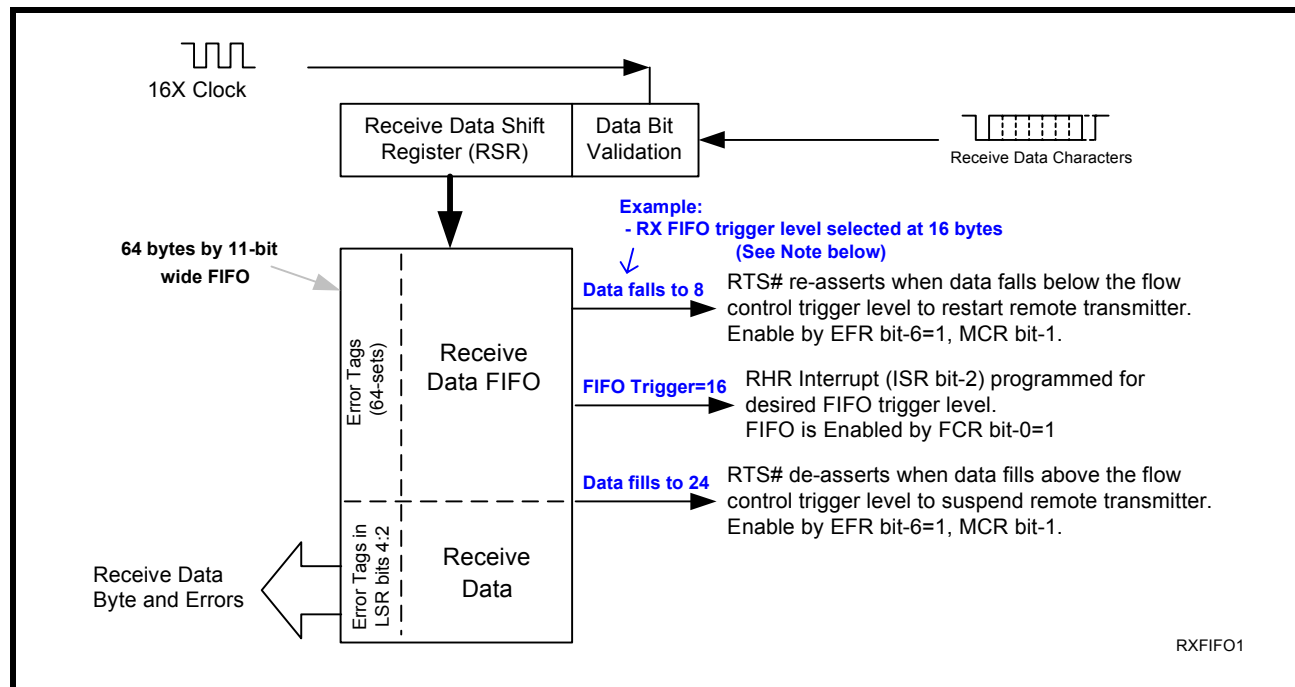 16X Clock
Receive Data Shift
Register (RSR)
Data Bit
Validation
Receive Data Characters
Example:
- RX FIFO trigger level selected at 16 bytes
(See Note below)
64 bytes by 11-bit
wide FIFO
Error Tags
(64-sets)
Receive
Data FIFO
Data falls to 8
RTS# re-asserts when data falls below the flow
control trigger level to restart remote transmitter.
Enable by EFR bit-6=1, MCR bit-1.
FIFO Trigger=16
RHR Interrupt (ISR bit-2) programmed for
desired FIFO trigger level.
FIFO is Enabled by FCR bit-0=1
Data fills to 24
RTS# de-asserts when data fills above the flow
control trigger level to suspend remote transmitter.
Enable by EFR bit-6=1, MCR bit-1.
Error Tags in
LSR bits 4:2
Receive
Data
Receive Data
Byte and Errors
RXFIFO1